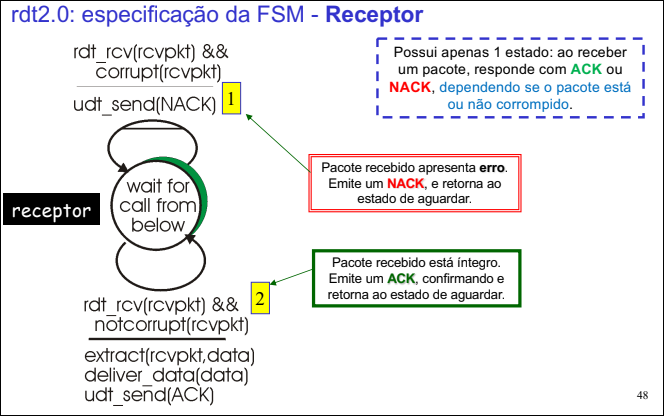 rdt2.0: especificação da FSM - Receptor
rdt_rcv(rcvpkt) &&
corrupt(rcvpkt)
udt_send(NACK)
1
Possui apenas 1 estado: ao receber
um pacote, responde com ACK ou
NACK, dependendo se o pacote está
ou não corrompido.
Pacote recebido apresenta erro.
Emite um NACK, e retorna ao
estado de aguardar.
wait for
call from
below
receptor
Pacote recebido está íntegro.
Emite um ACK, confirmando e
retorna ao estado de aguardar.
rdt_rcv(rcvpkt) &&
notcorrupt(rcvpkt)
2
extract(rcvpkt,data)
deliver_data(data)
udt_send(ACK)
48